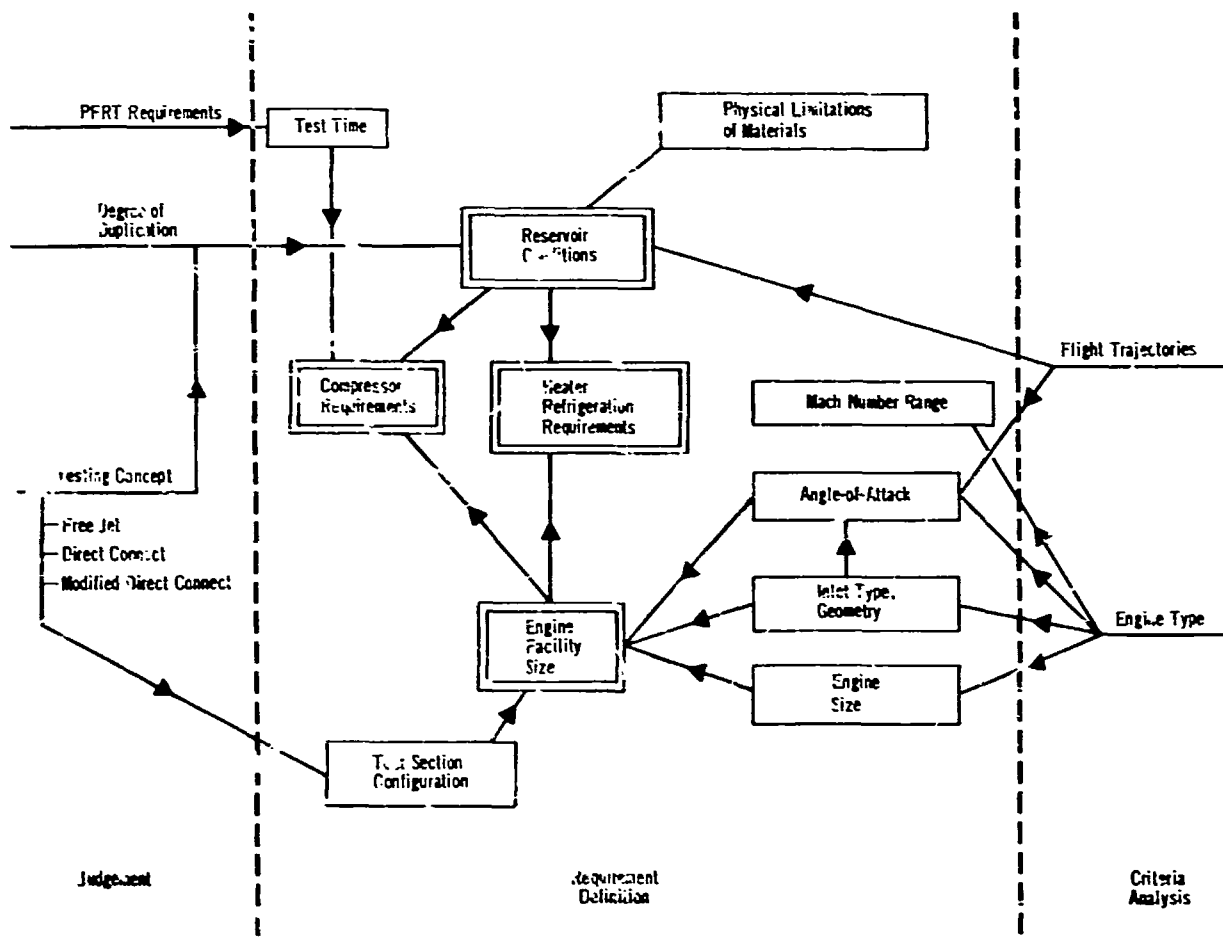 PFRT Requirements
Test Time
Physical Limitations
of Materials
Degree of
Duplication
Reservoir
Conditions
Flight Trajectories
Compressor
Requirements
Heater
Refrigeration
Requirements
Mach Number Range
Testing Concept
Angle-of-Attack
Free Jet
Direct Connect
Modified Direct Connect
Inlet Type,
Geometry
Engine
Facility
Size
Engine Type
Engine
Size
Test Section
Configuration
Judgement
Requirement
Definition
Criteria
Analysis